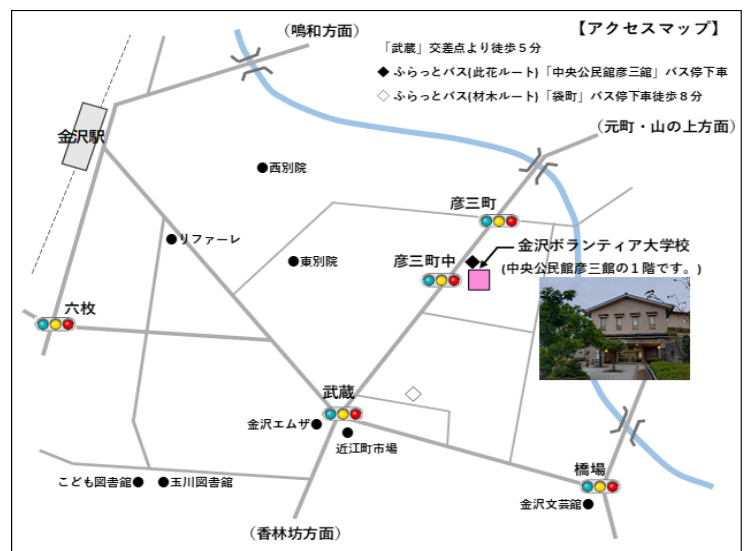 【アクセスマップ】
(鳴和方面)
「武蔵」交差点より徒歩５分
◆ ふらっとバス(此花ルート)「中央公民館彦三館」バス停下車
◇ ふらっとバス(材木ルート)「袋町」バス停下車徒歩８分
(元町・山の上方面)
金沢駅
●西別院
彦三町
●リファーレ
●東別院
彦三町中
金沢ボランティア大学校
(中央公民館彦三館の１階です。)
六枚
武蔵
金沢エムザ●
近江町市場
橋場
こども図書館●
●玉川図書館
金沢文芸館●
(香林坊方面)